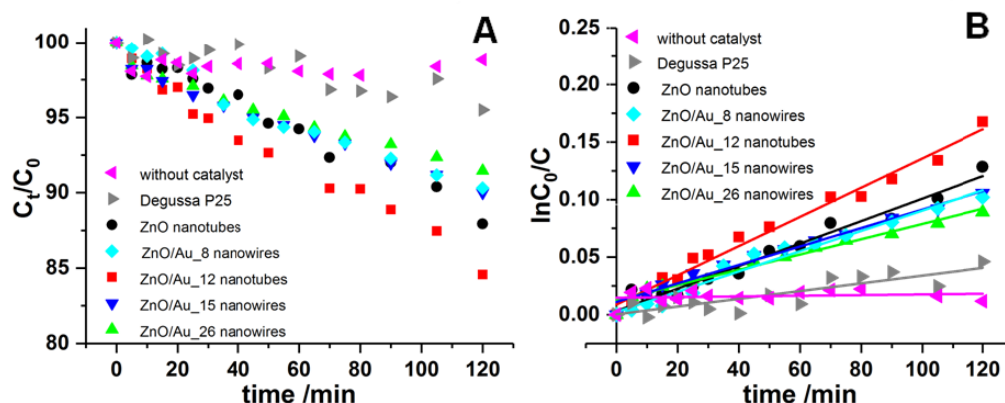 A
100
95
90
85
80
C_t/C_0
without catalyst
Degussa P25
ZnO nanotubes
ZnO/Au_8 nanowires
ZnO/Au_12 nanotubes
ZnO/Au_15 nanowires
ZnO/Au_26 nanowires
0 20 40 60 80 100 120
time /min
B
0.25
0.20
0.15
0.10
0.05
0.00
lnC_0/C
without catalyst
Degussa P25
ZnO nanotubes
ZnO/Au_8 nanowires
ZnO/Au_12 nanotubes
ZnO/Au_15 nanowires
ZnO/Au_26 nanowires
0 20 40 60 80 100 120
time /min